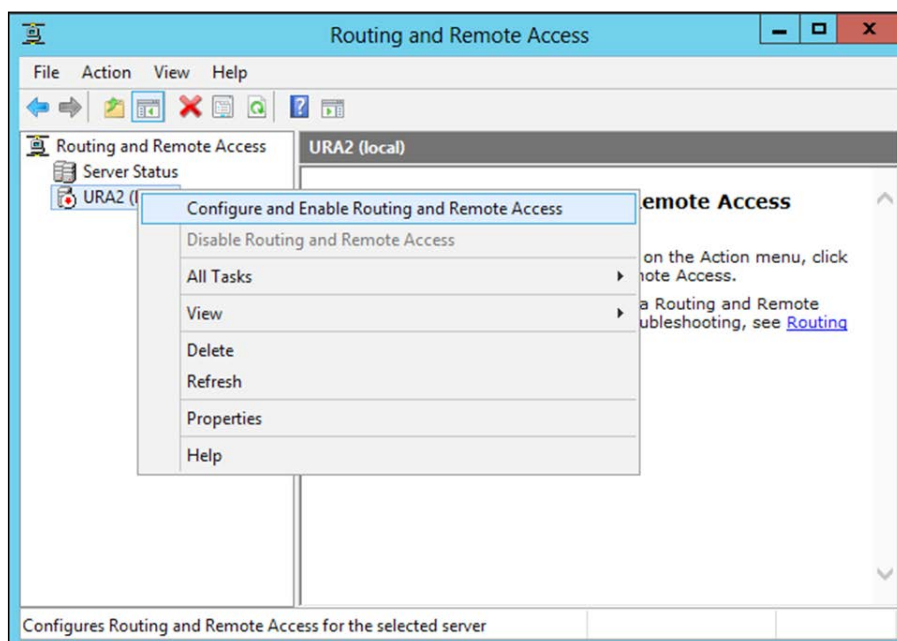 Routing and Remote Access
File Action View Help
Routing and Remote Access
Server Status
URA2 (l
URA2 (local)
emote Access
on the Action menu, click
ote Access.
a Routing and Remote
ubleshooting, see Routing
Configure and Enable Routing and Remote Access
Disable Routing and Remote Access
All Tasks
View
Delete
Refresh
Properties
Help
Configures Routing and Remote Access for the selected server